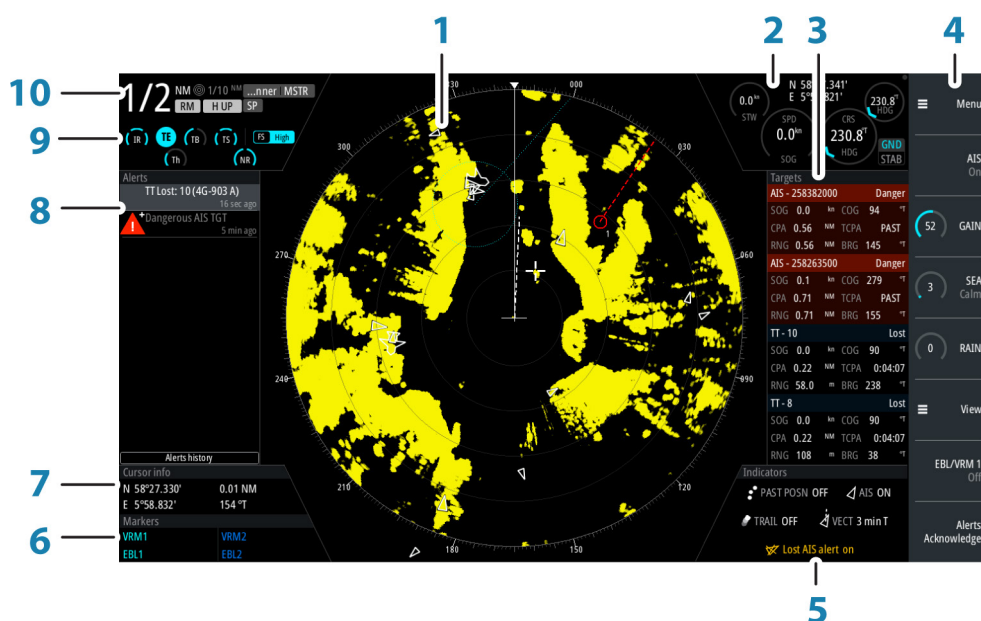 1
2
3
4
10
9
8
7
6
5
1/2 NM 1/10 NM ...nner MSTR
RM H UP SP
IR TE TB TS FS High
Th NR
Alerts
TT Lost: 10 (4G-903 A)
16 sec ago
+Dangerous AIS TGT
5 min ago
Alerts history
Cursor info
N 58°27.330' 0.01 NM
E 5°58.832' 154 °T
Markers
VRM1 VRM2
EBL1 EBL2
000
030
060
090
120
150
180
210
240
270
300
1
0.0 kn
STW
SPD
0.0 kn
SOG
CRS
230.8 °T
HDG
230.8 °T
HDG
GND
STAB
Targets
AIS - 258382000 Danger
SOG 0.0 kn COG 94 °T
CPA 0.56 NM TCPA PAST
RNG 0.56 NM BRG 145 °T
AIS - 258263500 Danger
SOG 0.1 kn COG 279 °T
CPA 0.71 NM TCPA PAST
RNG 0.71 NM BRG 155 °T
TT - 10 Lost
SOG 0.0 kn COG 90 °T
CPA 0.22 NM TCPA 0:04:07
RNG 58.0 m BRG 238 °T
TT - 8 Lost
SOG 0.0 kn COG 90 °T
CPA 0.22 NM TCPA 0:04:07
RNG 108 m BRG 38 °T
Indicators
PAST POSN OFF AIS ON
TRAIL OFF VECT 3 min T
Lost AIS alert on
Menu
AIS
On
52 GAIN
3 SEA
Calm
0 RAIN
View
EBL/VRM 1
Off
Alerts
Acknowledge